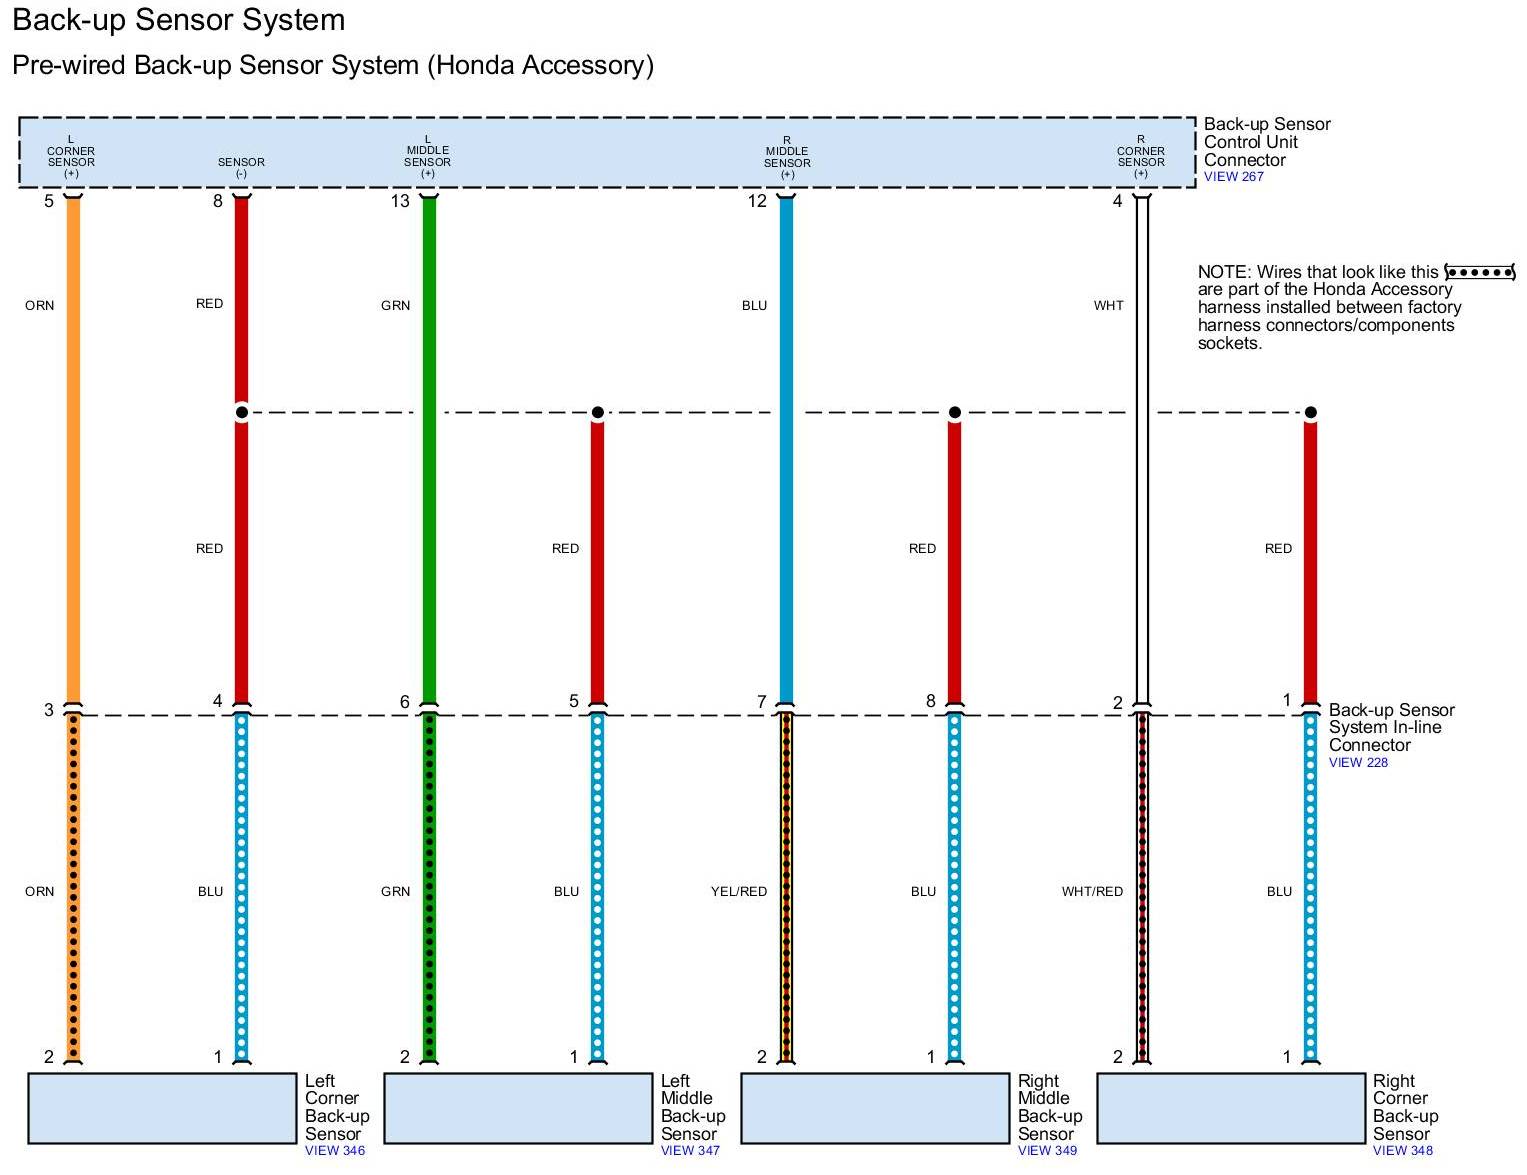 Back-up Sensor System
Pre-wired Back-up Sensor System (Honda Accessory)
L
CORNER
SENSOR
(+)
SENSOR
(-)
L
MIDDLE
SENSOR
(+)
R
MIDDLE
SENSOR
(+)
R
CORNER
SENSOR
(+)
Back-up Sensor
Control Unit
Connector
VIEW 267
5
8
13
12
4
NOTE: Wires that look like this
are part of the Honda Accessory
harness installed between factory
harness connectors/components
sockets.
ORN
RED
GRN
BLU
WHT
RED
RED
RED
RED
3
4
6
5
7
8
2
1
Back-up Sensor
System In-line
Connector
VIEW 228
ORN
BLU
GRN
BLU
YEL/RED
BLU
WHT/RED
BLU
2
1
2
1
2
1
2
1
Left
Corner
Back-up
Sensor
VIEW 346
Left
Middle
Back-up
Sensor
VIEW 347
Right
Middle
Back-up
Sensor
VIEW 349
Right
Corner
Back-up
Sensor
VIEW 348